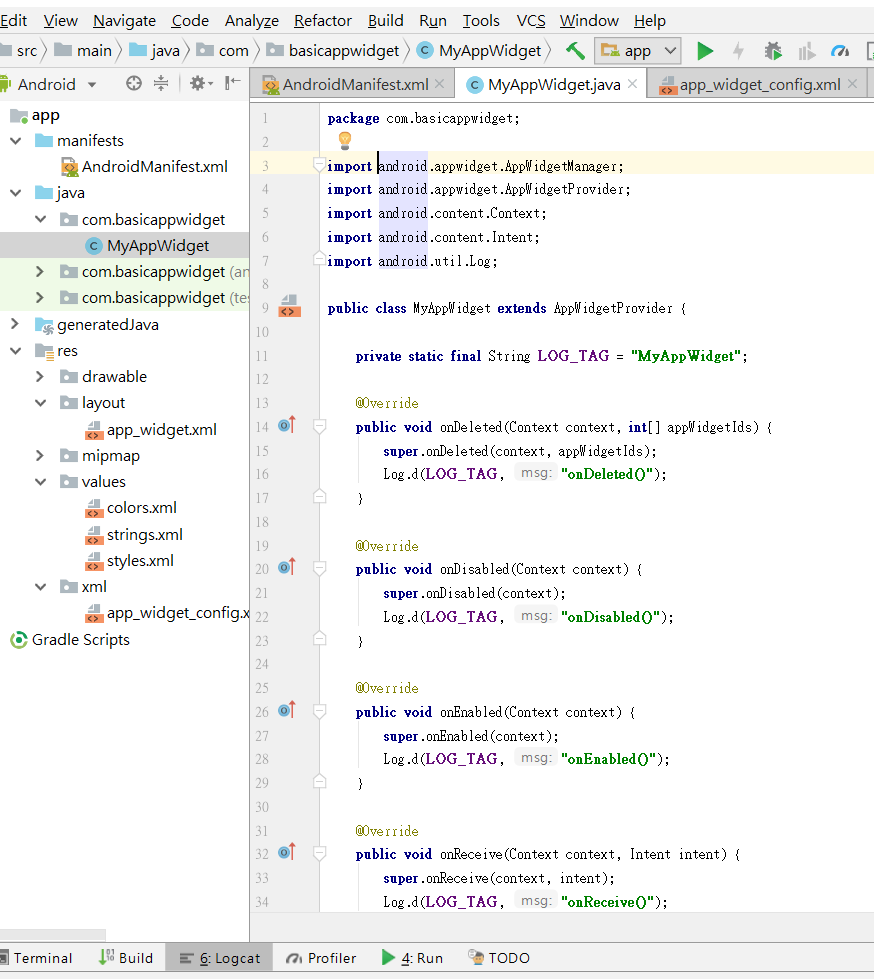 Edit View Navigate Code Analyze Refactor Build Run Tools VCS Window Help
src main java com basicappwidget MyAppWidget app
Android
AndroidManifest.xml MyAppWidget.java app_widget_config.xml
app
manifests
AndroidManifest.xml
java
com.basicappwidget
MyAppWidget
com.basicappwidget (an
com.basicappwidget (te
generatedJava
res
drawable
layout
app_widget.xml
mipmap
values
colors.xml
strings.xml
styles.xml
xml
app_widget_config.x
Gradle Scripts
1 package com.basicappwidget;
2
3 import android.appwidget.AppWidgetManager;
4 import android.appwidget.AppWidgetProvider;
5 import android.content.Context;
6 import android.content.Intent;
7 import android.util.Log;
8
9 public class MyAppWidget extends AppWidgetProvider {
10
11 private static final String LOG_TAG = "MyAppWidget";
12
13 @Override
14 public void onDeleted(Context context, int[] appWidgetIds) {
15 super.onDeleted(context, appWidgetIds);
16 Log.d(LOG_TAG, msg: "onDeleted()");
17 }
18
19 @Override
20 public void onDisabled(Context context) {
21 super.onDisabled(context);
22 Log.d(LOG_TAG, msg: "onDisabled()");
23 }
24
25 @Override
26 public void onEnabled(Context context) {
27 super.onEnabled(context);
28 Log.d(LOG_TAG, msg: "onEnabled()");
29 }
30
31 @Override
32 public void onReceive(Context context, Intent intent) {
33 super.onReceive(context, intent);
34 Log.d(LOG_TAG, msg: "onReceive()");
Terminal Build 6: Logcat Profiler 4: Run TODO